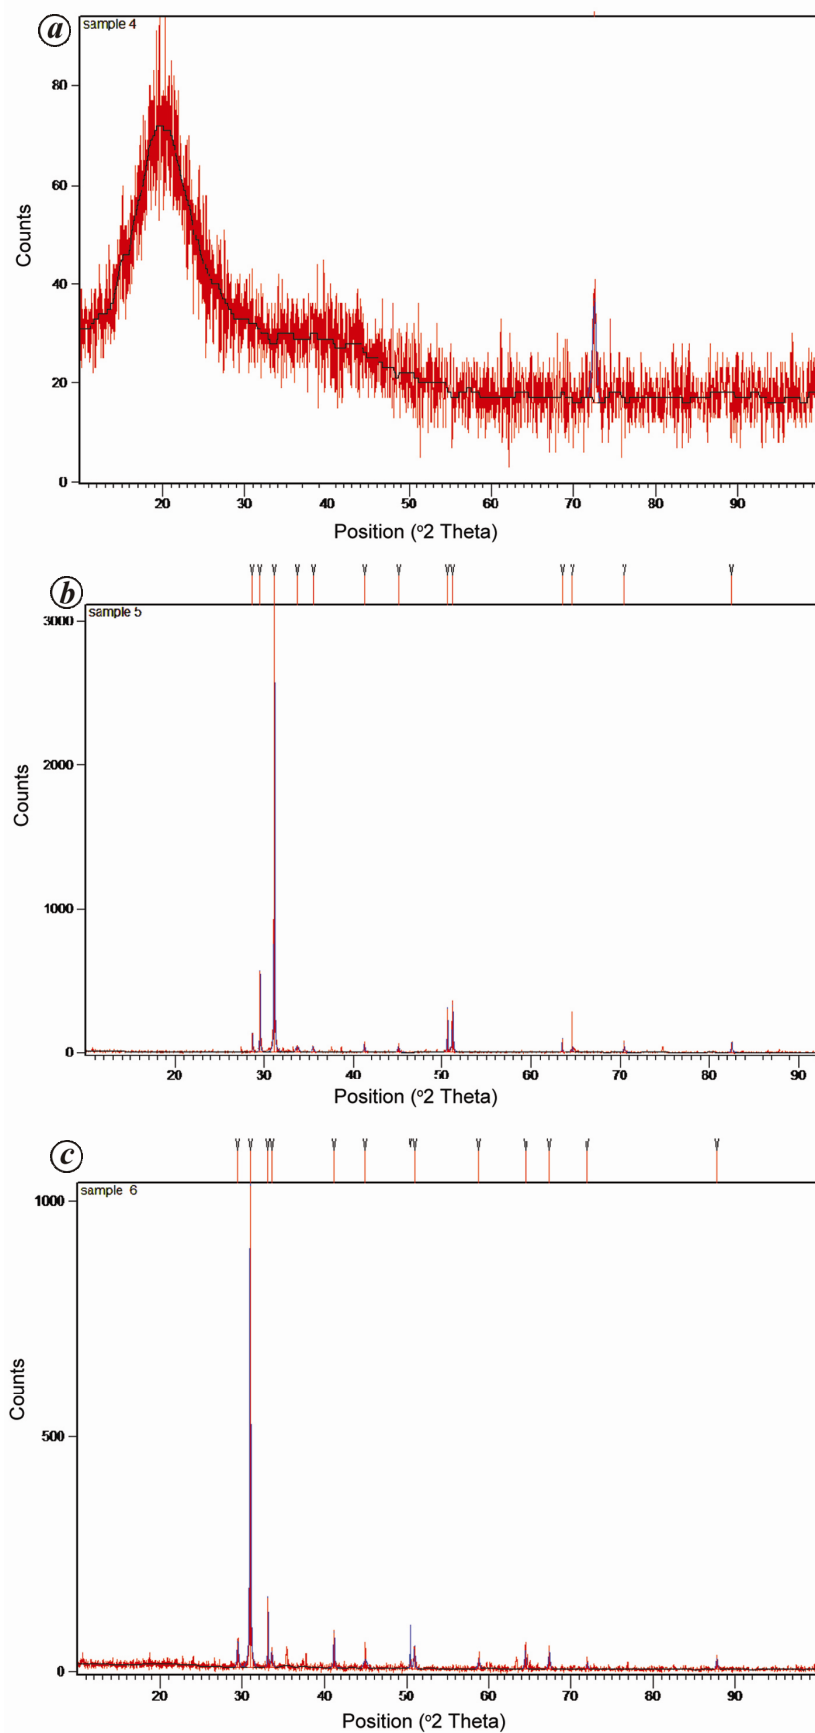 a
sample 4
80
60
40
20
0
Counts
20 30 40 50 60 70 80 90
Position (°2 Theta)
b
sample 5
3000
2000
1000
0
Counts
20 30 40 50 60 70 80 90
Position (°2 Theta)
c
sample 6
1000
500
0
Counts
20 30 40 50 60 70 80 90
Position (°2 Theta)